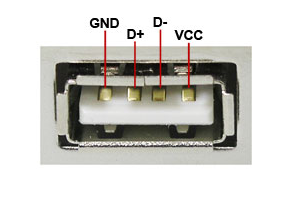 GND D+ D- VCC